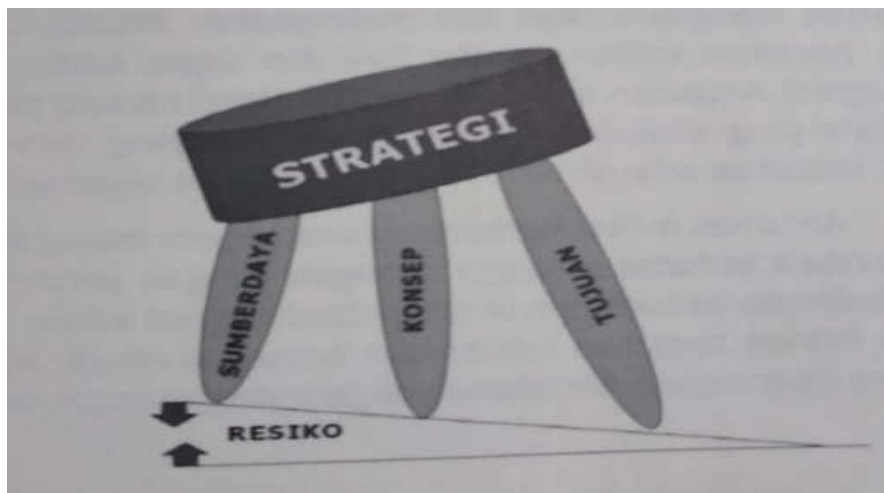 STRATEGI
SUMBERDAYA
KONSEP
TUJUAN
RESIKO